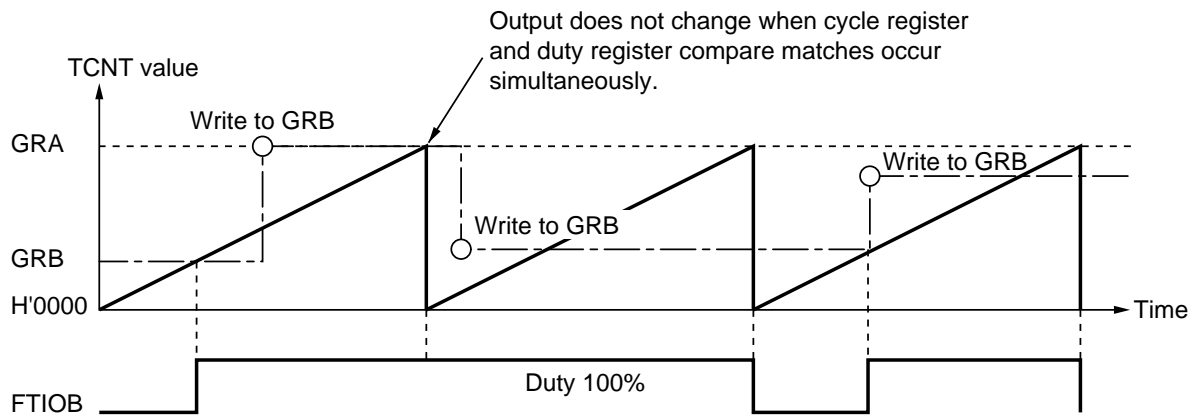 Output does not change when cycle register
and duty register compare matches occur
simultaneously.
TCNT value
Write to GRB
GRA
Write to GRB
Write to GRB
GRB
H'0000
Time
Duty 100%
FTIOB